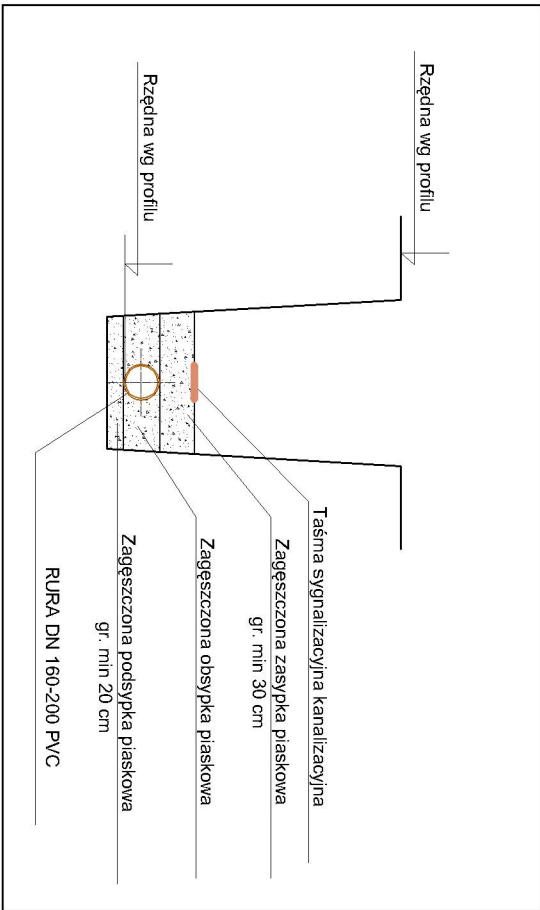 Rzędna wg profilu
Rzędna wg profilu
Taśma sygnalizacyjna kanalizacyjna
Zagęszczona zasypka piaskowa
gr. min 30 cm
Zagęszczona obsypka piaskowa
Zagęszczona podsypka piaskowa
gr. min 20 cm
RURA DN 160-200 PVC